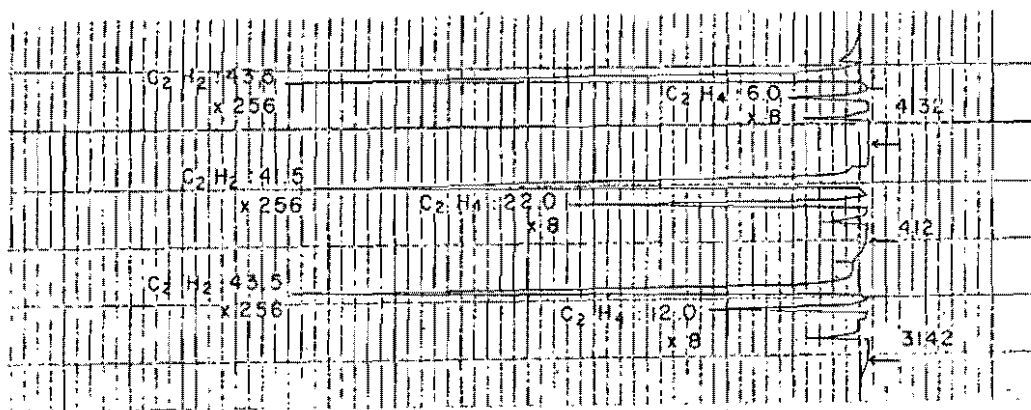 C₂ H₂ : 43.5
x 256
C₂ H₄ : 6.0
x 8
4132
C₂ H₂ : 41.5
x 256
C₂ H₄ : 22.0
x 8
412
C₂ H₂ : 43.5
x 256
C₂ H₄ : 12.0
x 8
3142